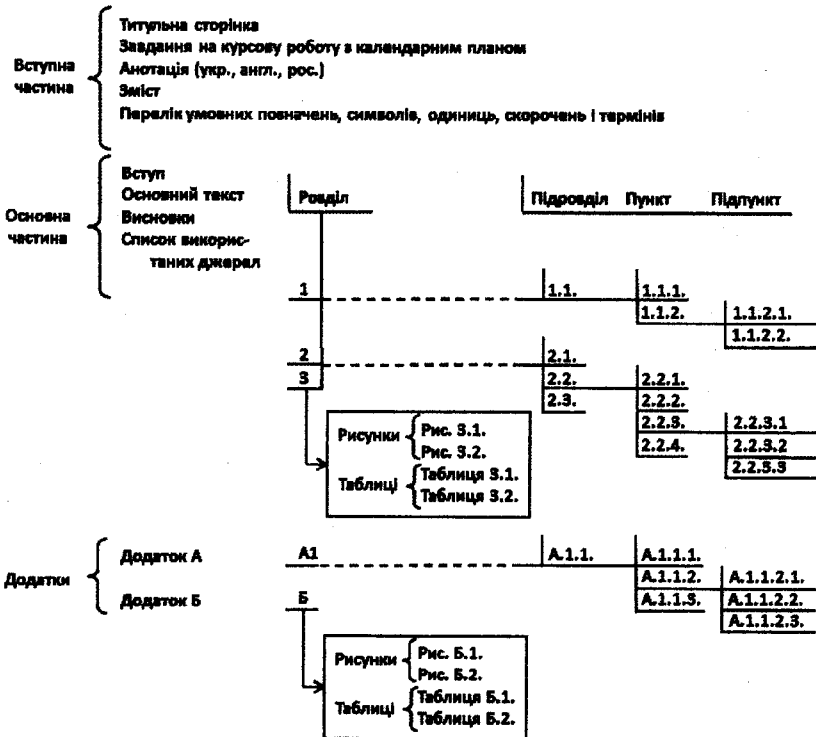 Титульна сторінка
Завдання на курсову роботу з календарним планом
Вступна
частина
Анотація (укр., англ., рос.)
Зміст
Перелік умовних позначень, символів, одиниць, скорочень і термінів
Основна
частина
Вступ
Основний текст
Висновки
Список викорис-
таних джерел
Розділ Підрозділ Пункт Підпункт
1 1.1. 1.1.1.
1.1.2. 1.1.2.1.
1.1.2.2.
2 2.1.
3 2.2. 2.2.1.
2.3. 2.2.2.
2.2.3. 2.2.3.1
2.2.4. 2.2.3.2
2.2.3.3
Рисунки Рис. 3.1.
Рис. 3.2.
Таблиці Таблиця 3.1.
Таблиця 3.2.
Додатки
Додаток А А1 А.1.1. А.1.1.1.
А.1.1.2. А.1.1.2.1.
Додаток Б Б А.1.1.3. А.1.1.2.2.
А.1.1.2.3.
Рисунки Рис. Б.1.
Рис. Б.2.
Таблиці Таблиця Б.1.
Таблиця Б.2.